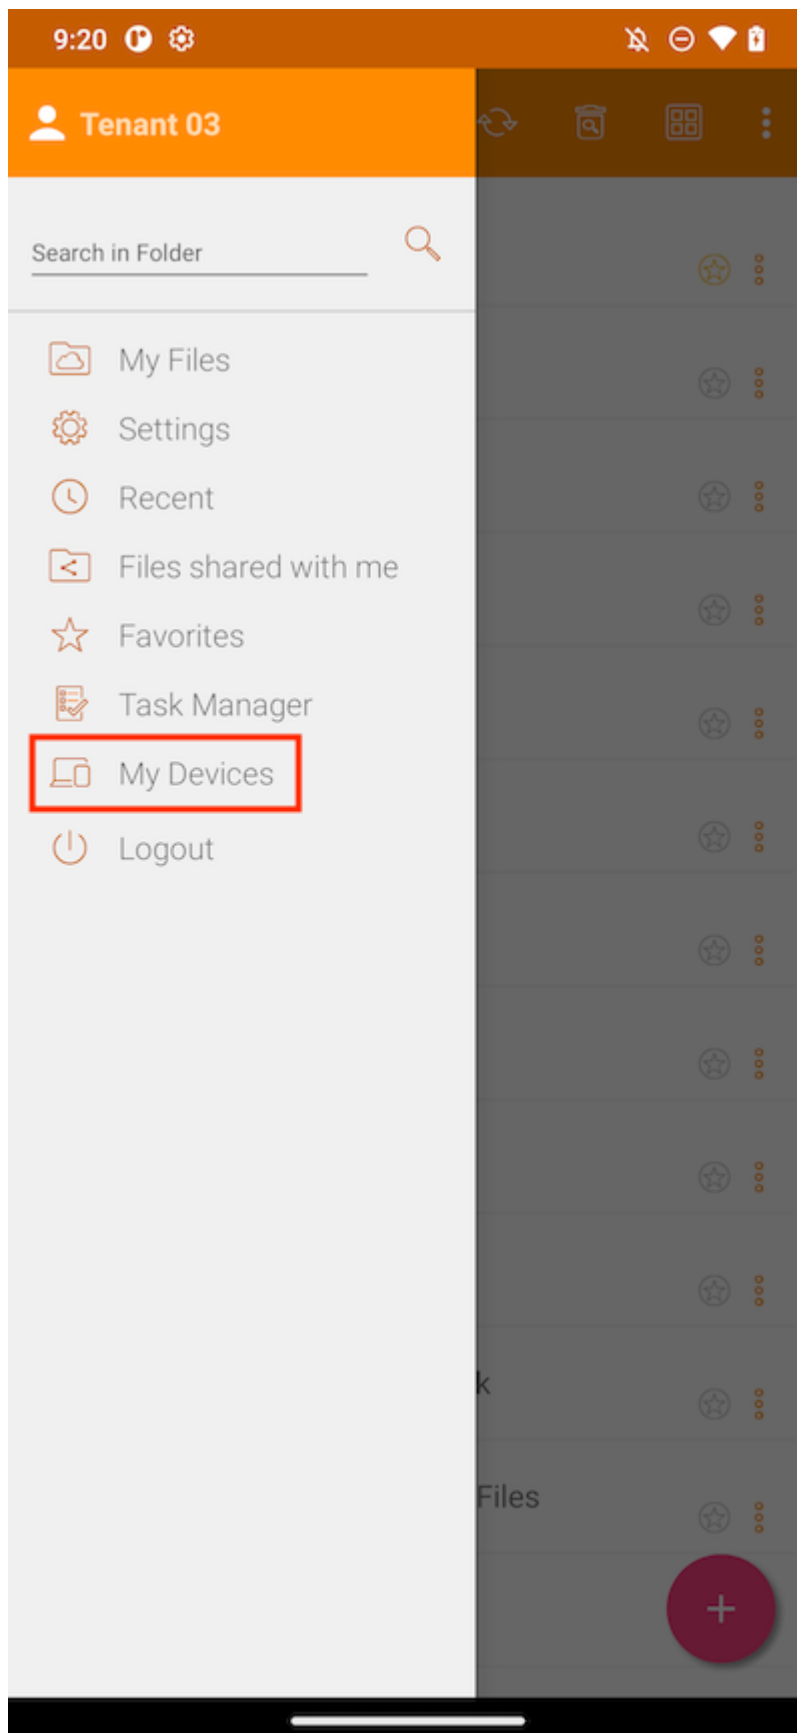 9:20
Tenant 03
Search in Folder
My Files
Settings
Recent
Files shared with me
Favorites
Task Manager
My Devices
Logout
k
Files